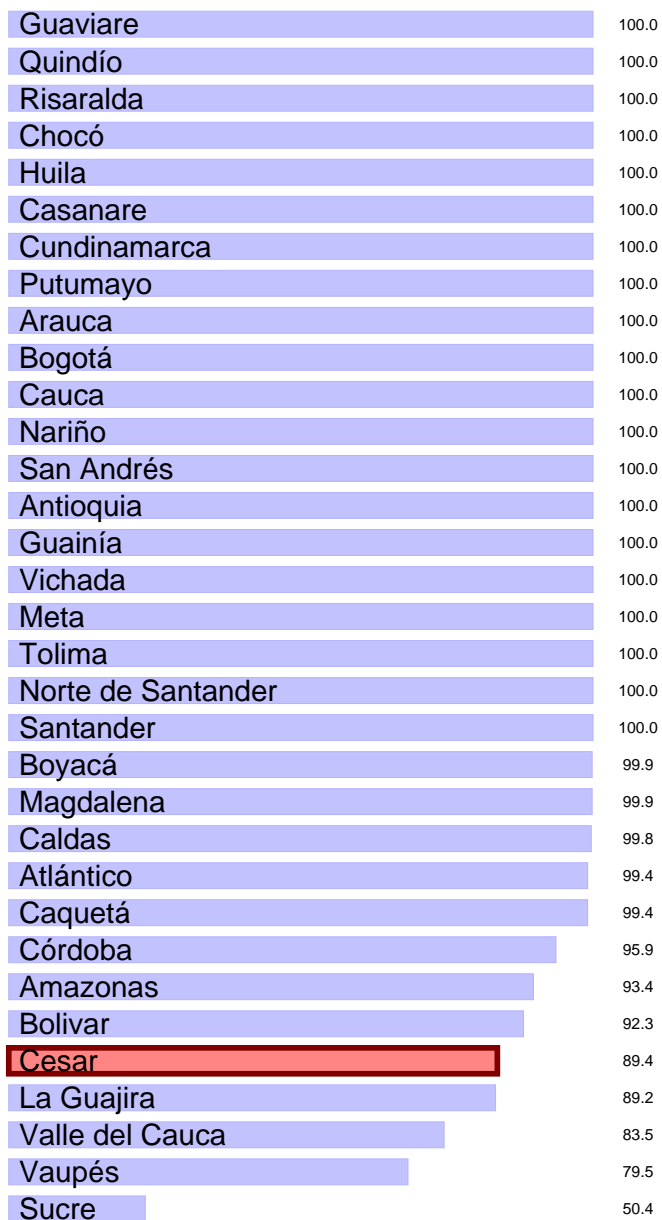 Guaviare 100.0
Quindío 100.0
Risaralda 100.0
Chocó 100.0
Huila 100.0
Casanare 100.0
Cundinamarca 100.0
Putumayo 100.0
Arauca 100.0
Bogotá 100.0
Cauca 100.0
Nariño 100.0
San Andrés 100.0
Antioquia 100.0
Guainía 100.0
Vichada 100.0
Meta 100.0
Tolima 100.0
Norte de Santander 100.0
Santander 100.0
Boyacá 99.9
Magdalena 99.9
Caldas 99.8
Atlántico 99.4
Caquetá 99.4
Córdoba 95.9
Amazonas 93.4
Bolivar 92.3
Cesar 89.4
La Guajira 89.2
Valle del Cauca 83.5
Vaupés 79.5
Sucre 50.4